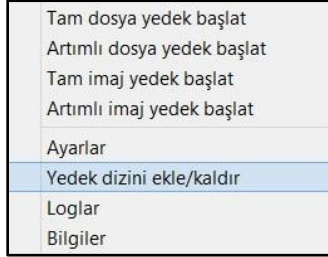 Tam dosya yedek başlat
Artımlı dosya yedek başlat
Tam imaj yedek başlat
Artımlı imaj yedek başlat
Ayarlar
Yedek dizini ekle/kaldır
Loglar
Bilgiler